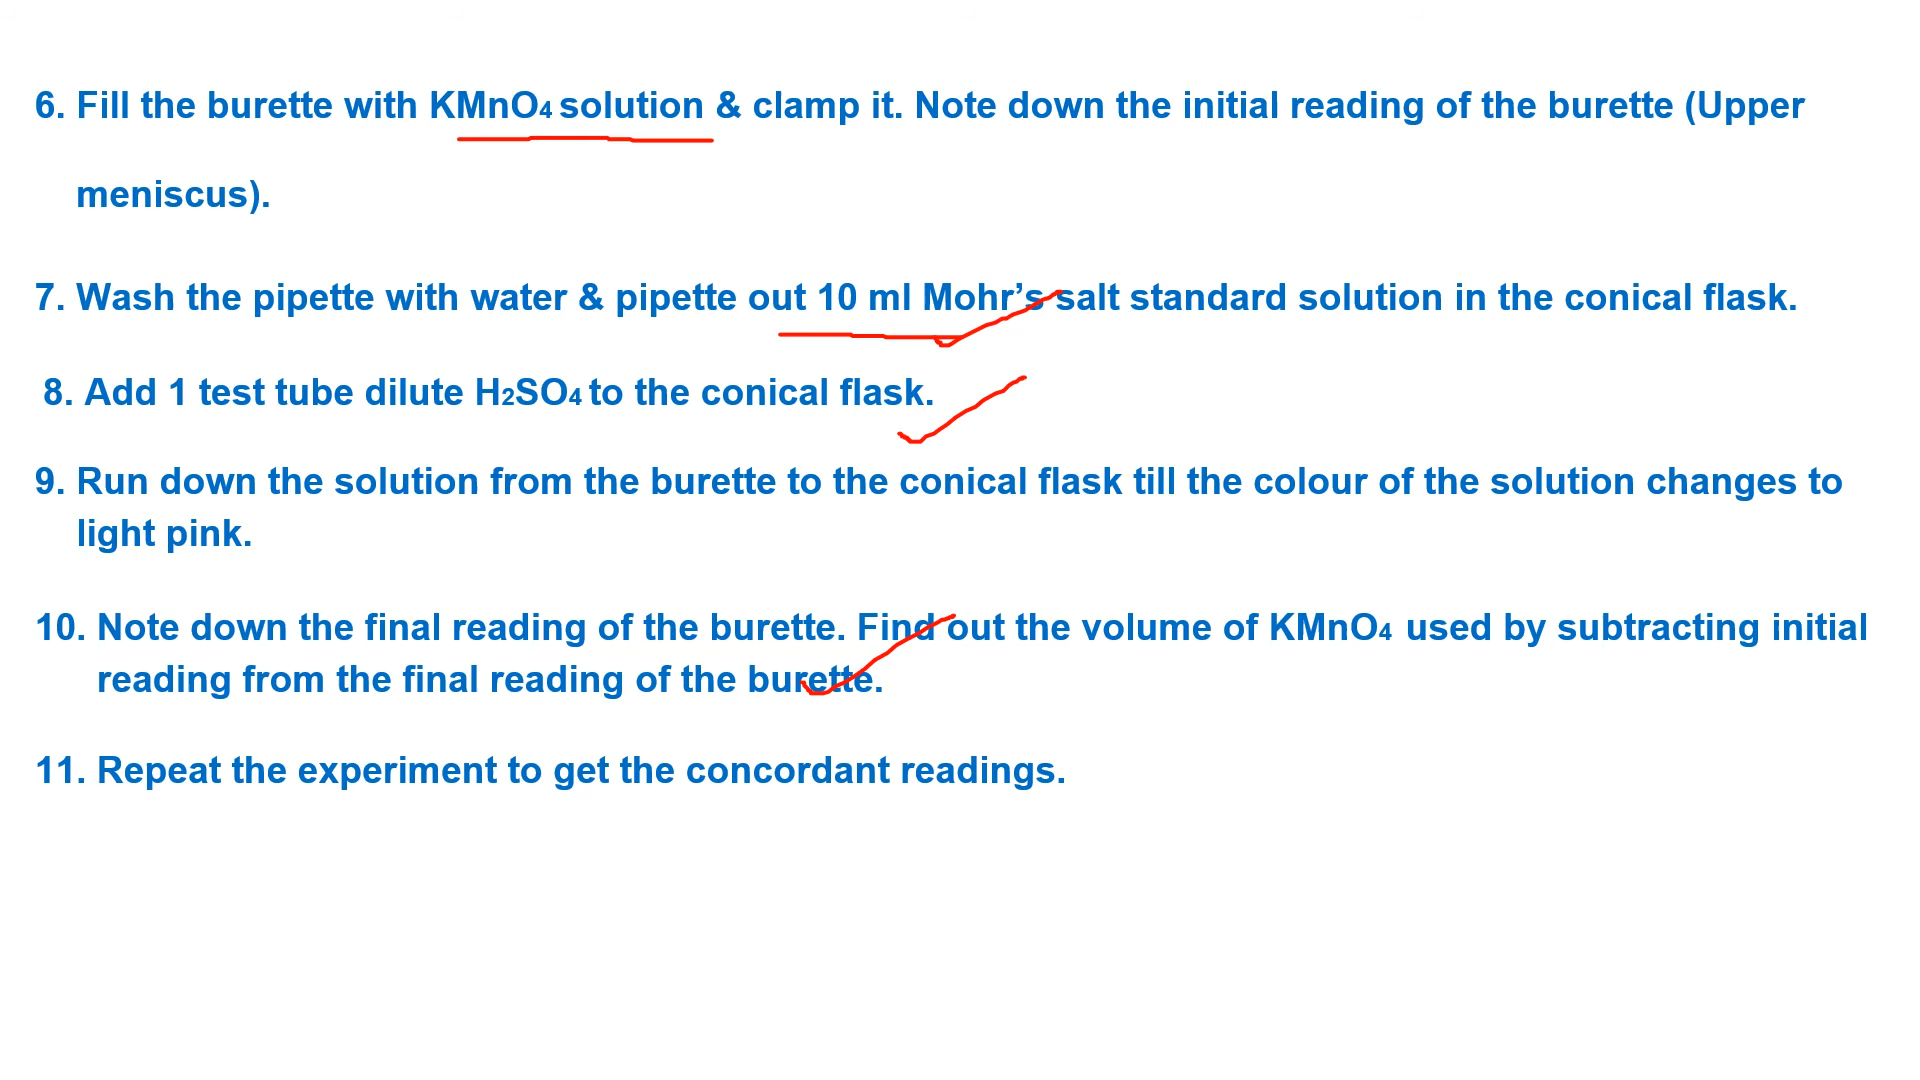 6. Fill the burette with KMnO4 solution & clamp it. Note down the initial reading of the burette (Upper
meniscus).
7. Wash the pipette with water & pipette out 10 ml Mohr’s salt standard solution in the conical flask.
8. Add 1 test tube dilute H2SO4 to the conical flask.
9. Run down the solution from the burette to the conical flask till the colour of the solution changes to
light pink.
10. Note down the final reading of the burette. Find out the volume of KMnO4 used by subtracting initial
reading from the final reading of the burette.
11. Repeat the experiment to get the concordant readings.